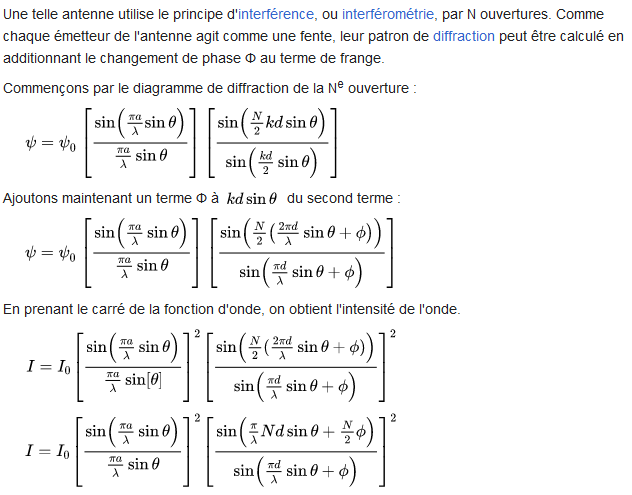 Une telle antenne utilise le principe d'interférence, ou interférométrie, par N ouvertures. Comme
chaque émetteur de l'antenne agit comme une fente, leur patron de diffraction peut être calculé en
additionnant le changement de phase Φ au terme de frange.
Commençons par le diagramme de diffraction de la Nᵉ ouverture :
ψ = ψ₀ [ sin(πa/λ sin θ) / (πa/λ sin θ) ] [ sin(N/2 kd sin θ) / sin(kd/2 sin θ) ]
Ajoutons maintenant un terme Φ à kd sin θ du second terme :
ψ = ψ₀ [ sin(πa/λ sin θ) / (πa/λ sin θ) ] [ sin(N/2 (2πd/λ sin θ + ϕ)) / sin(πd/λ sin θ + ϕ) ]
En prenant le carré de la fonction d'onde, on obtient l'intensité de l'onde.
I = I₀ [ sin(πa/λ sin θ) / (πa/λ sin[θ]) ]² [ sin(N/2 (2πd/λ sin θ + ϕ)) / sin(πd/λ sin θ + ϕ) ]²
I = I₀ [ sin(πa/λ sin θ) / (πa/λ sin θ) ]² [ sin(π/λ Nd sin θ + N/2 ϕ) / sin(πd/λ sin θ + ϕ) ]²